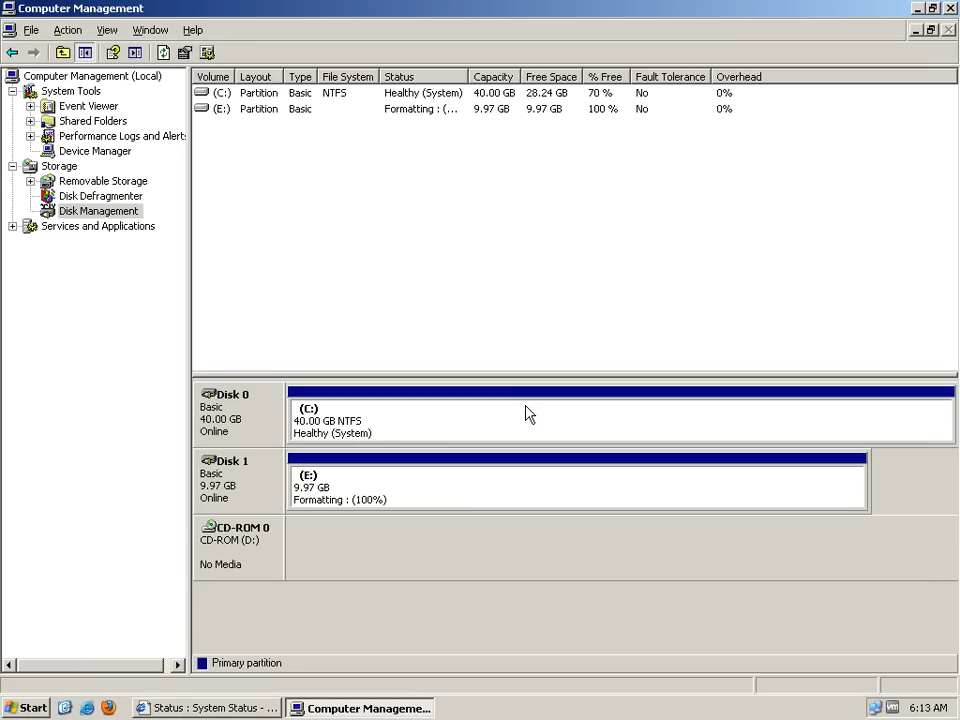 Computer Management
File Action View Window Help
Computer Management (Local)
System Tools
Event Viewer
Shared Folders
Performance Logs and Alerts
Device Manager
Storage
Removable Storage
Disk Defragmenter
Disk Management
Services and Applications
Volume Layout Type File System Status Capacity Free Space % Free Fault Tolerance Overhead
(C:) Partition Basic NTFS Healthy (System) 40.00 GB 28.24 GB 70 % No 0%
(E:) Partition Basic Formatting : (... 9.97 GB 9.97 GB 100 % No 0%
Disk 0
Basic
40.00 GB
Online
(C:)
40.00 GB NTFS
Healthy (System)
Disk 1
Basic
9.97 GB
Online
(E:)
9.97 GB
Formatting : (100%)
CD-ROM 0
CD-ROM (D:)
No Media
Primary partition
Start Status : System Status - ... Computer Manageme... 6:13 AM